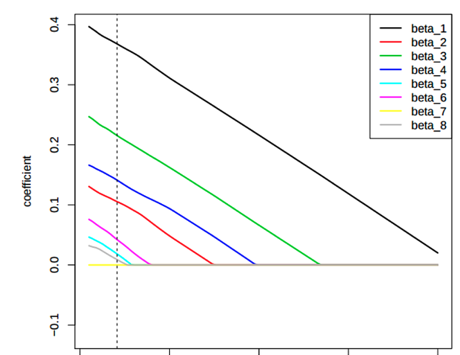 0.4
0.3
0.2
0.1
0.0
−0.1
coefficient
beta_1
beta_2
beta_3
beta_4
beta_5
beta_6
beta_7
beta_8